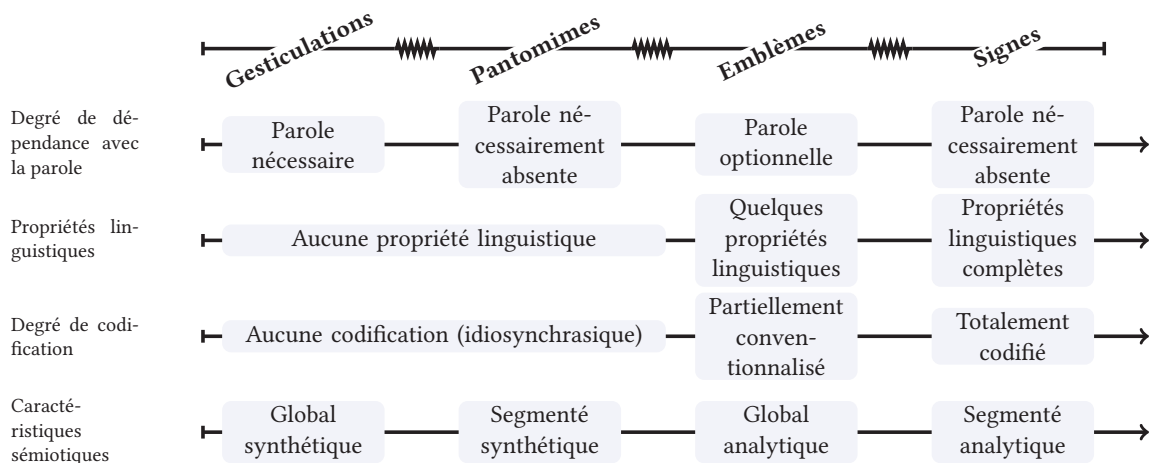 Gesticulations
Pantomimes
Emblèmes
Signes
Degré de dé-
pendance avec
la parole
Parole
nécessaire
Parole né-
cessairement
absente
Parole
optionnelle
Parole né-
cessairement
absente
Propriétés lin-
guistiques
Aucune propriété linguistique
Quelques
propriétés
linguistiques
Propriétés
linguistiques
complètes
Degré de codi-
fication
Aucune codification (idiosynchrasique)
Partiellement
conven-
tionnalisé
Totalement
codifié
Caracté-
ristiques
sémiotiques
Global
synthétique
Segmenté
synthétique
Global
analytique
Segmenté
analytique